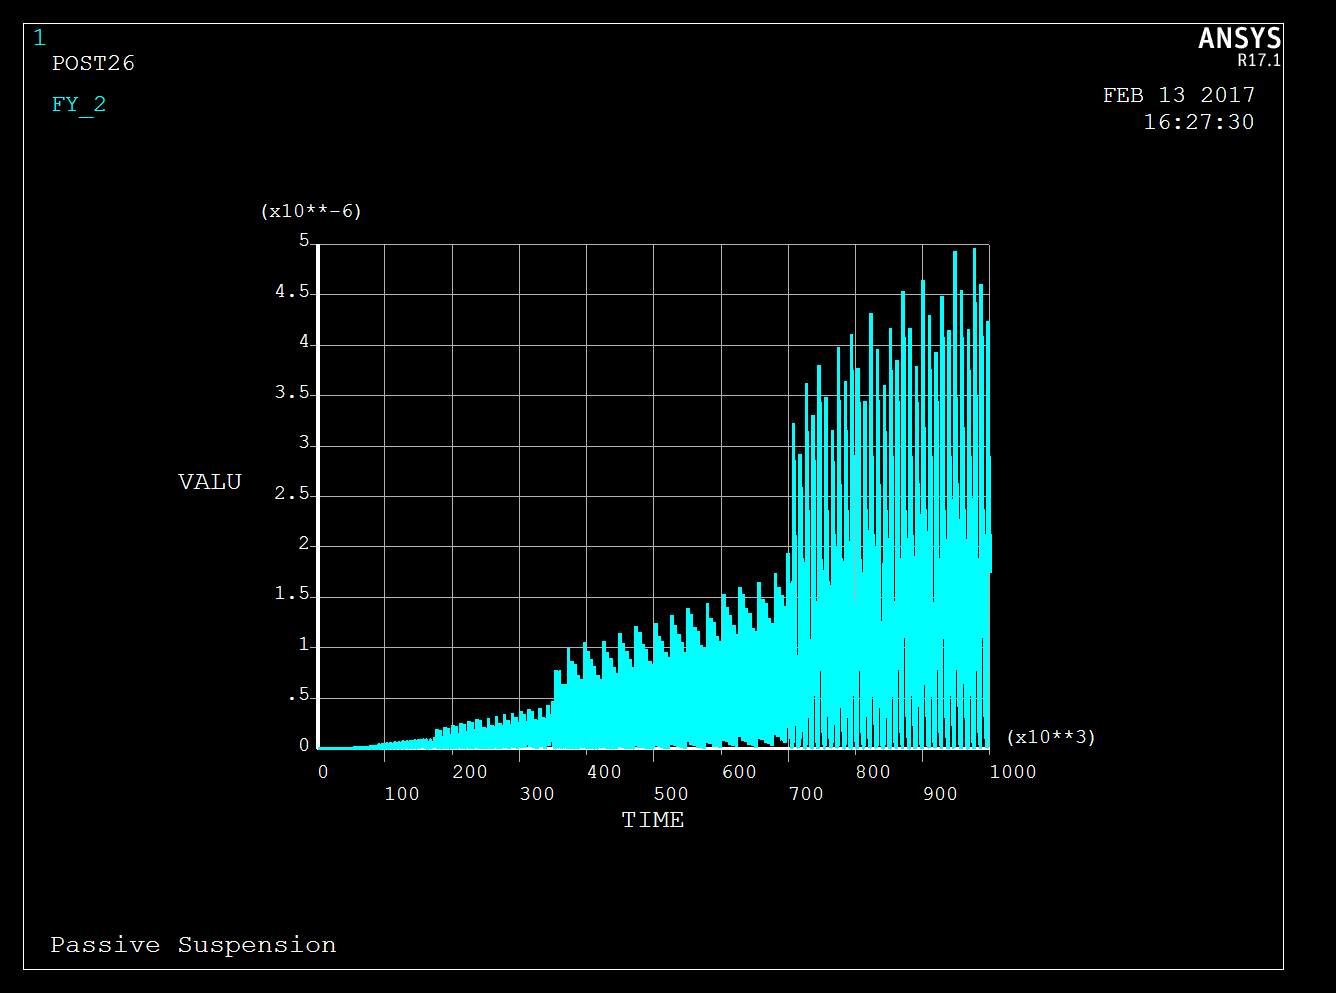 1
ANSYS
R17.1
POST26
FEB 13 2017
FY_2
16:27:30
(x10**-6)
5
4.5
4
3.5
3
VALU
2.5
2
1.5
1
.5
0
(x10**3)
0 200 400 600 800 1000
100 300 500 700 900
TIME
Passive Suspension